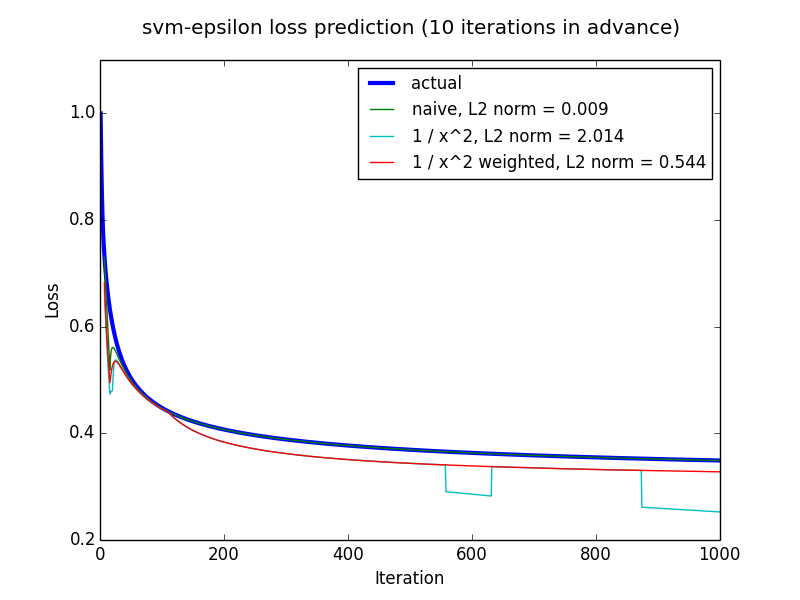 svm-epsilon loss prediction (10 iterations in advance)
actual
naive, L2 norm = 0.009
1 / x^2, L2 norm = 2.014
1 / x^2 weighted, L2 norm = 0.544
1.0
0.8
0.6
0.4
0.2
Loss
0 200 400 600 800 1000
Iteration